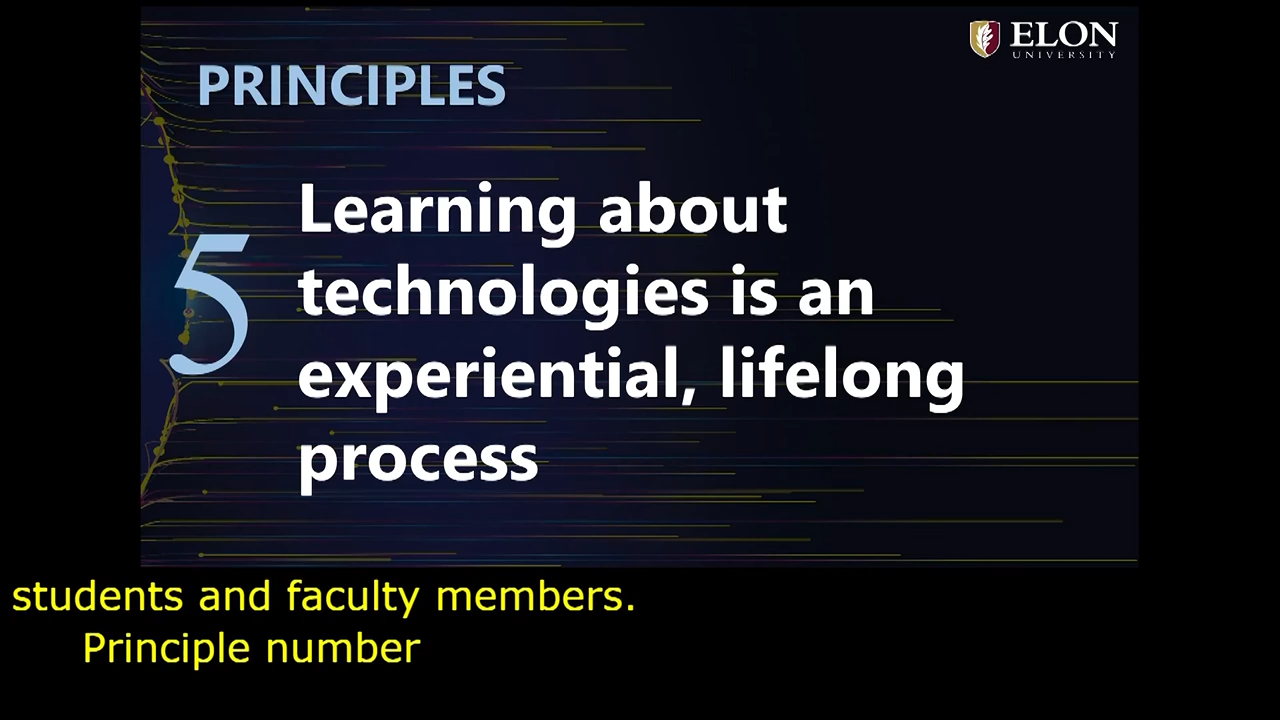 ELON
UNIVERSITY
PRINCIPLES
5
Learning about
technologies is an
experiential, lifelong
process
students and faculty members.
Principle number